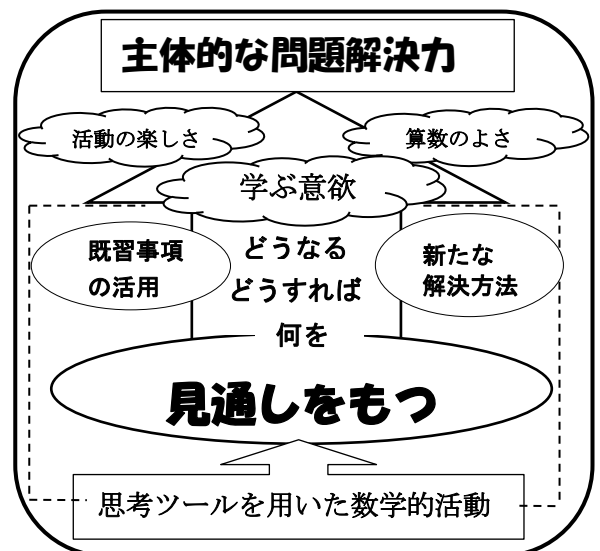 主体的な問題解決力
活動の楽しさ
算数のよさ
学ぶ意欲
既習事項
の活用
どうなる
どうすれば
何を
新たな
解決方法
見通しをもつ
思考ツールを用いた数学的活動